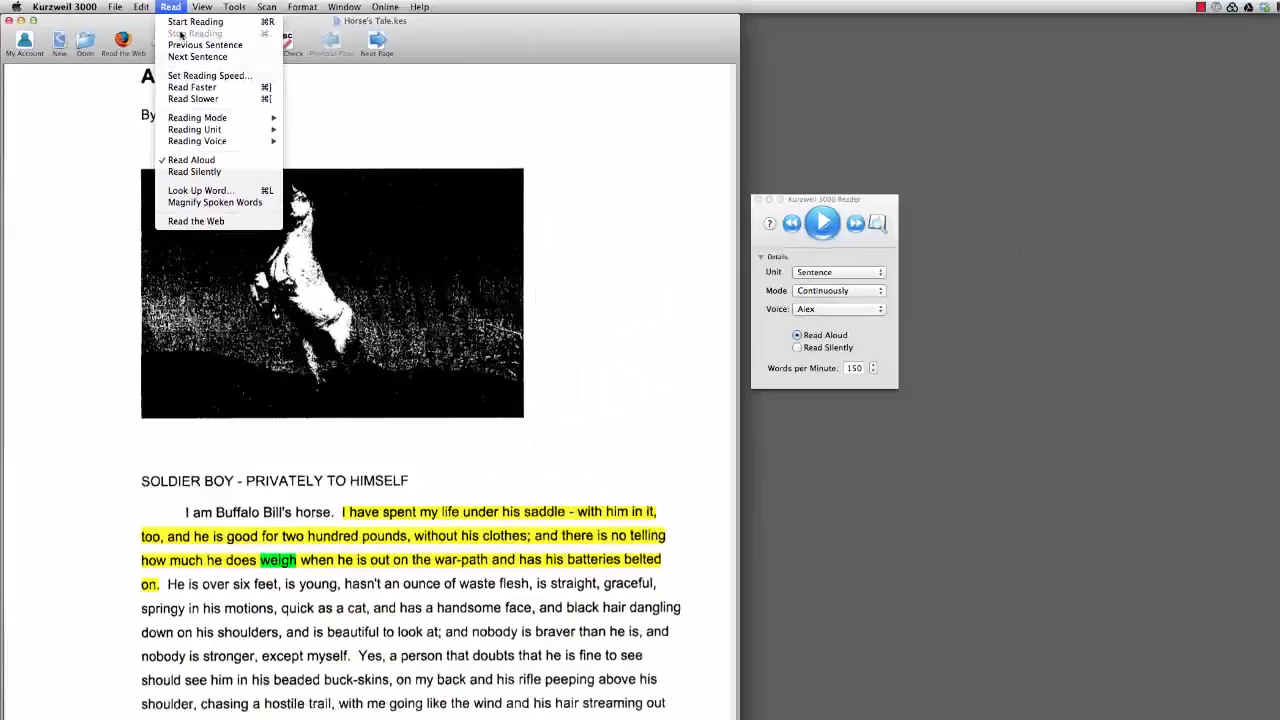 Kurzweil 3000 File Edit Read View Tools Scan Format Window Online Help
Horse's Tale.kes
My Account New Open Read the Web Check Previous Page Next Page
Start Reading ⌘R
Stop Reading ⌘.
Previous Sentence
Next Sentence
Set Reading Speed...
Read Faster ⌘]
Read Slower ⌘[
Reading Mode
Reading Unit
Reading Voice
✓ Read Aloud
Read Silently
Look Up Word... ⌘L
Magnify Spoken Words
Read the Web
A
By
SOLDIER BOY - PRIVATELY TO HIMSELF
I am Buffalo Bill's horse. I have spent my life under his saddle - with him in it,
too, and he is good for two hundred pounds, without his clothes; and there is no telling
how much he does weigh when he is out on the war-path and has his batteries belted
on. He is over six feet, is young, hasn't an ounce of waste flesh, is straight, graceful,
springy in his motions, quick as a cat, and has a handsome face, and black hair dangling
down on his shoulders, and is beautiful to look at; and nobody is braver than he is, and
nobody is stronger, except myself. Yes, a person that doubts that he is fine to see
should see him in his beaded buck-skins, on my back and his rifle peeping above his
shoulder, chasing a hostile trail, with me going like the wind and his hair streaming out
Kurzweil 3000 Reader
?
Details:
Unit Sentence
Mode Continuously
Voice: Alex
Read Aloud
Read Silently
Words per Minute: 150